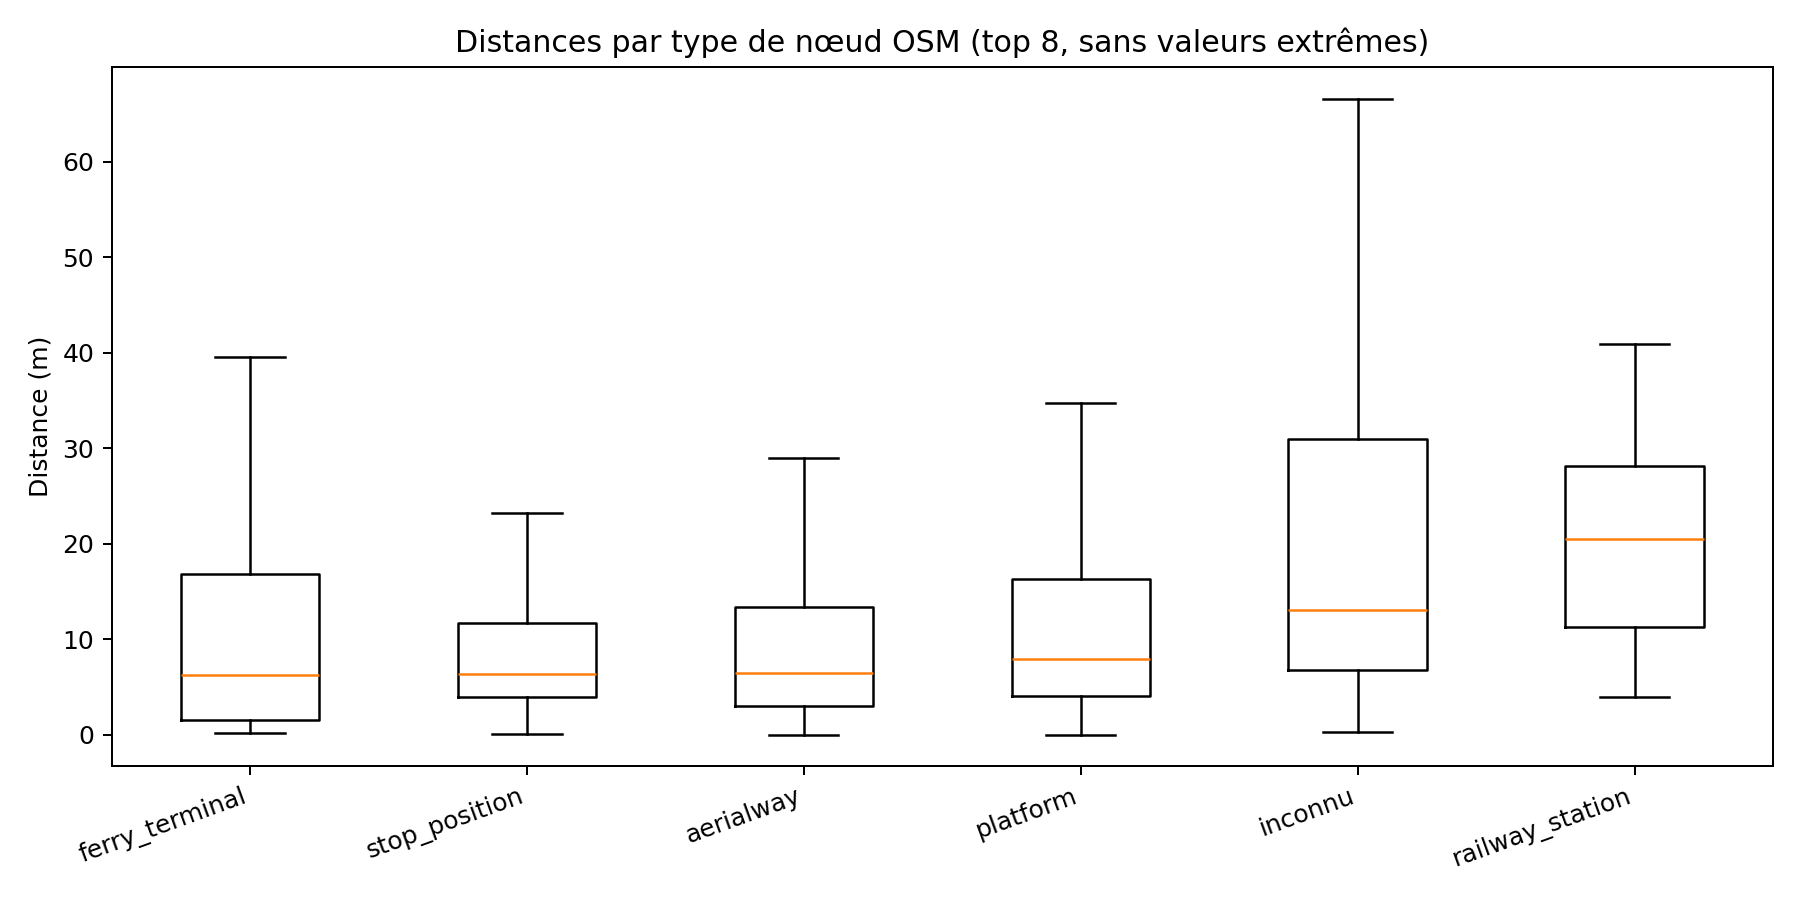 Distances par type de nœud OSM (top 8, sans valeurs extrêmes)
Distance (m)
60
50
40
30
20
10
0
ferry_terminal
stop_position
aerialway
platform
inconnu
railway_station